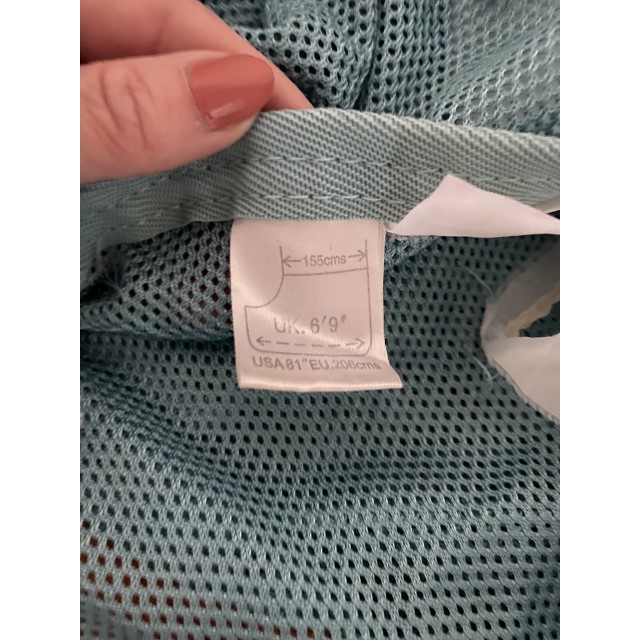 155cms
UK. 6'9"
USA 81" EU. 206cms